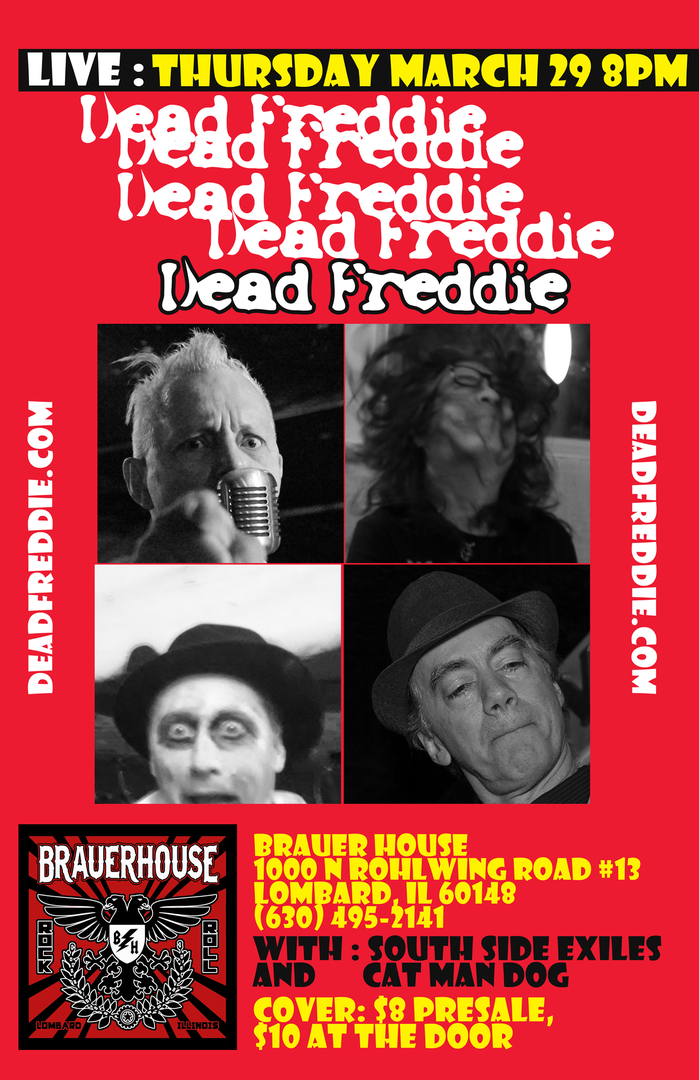 LIVE : THURSDAY MARCH 29 8PM
Dead Freddie
Dead Freddie
Dead Freddie
Dead Freddie
Dead Freddie
DEADFREDDIE.COM
DEADFREDDIE.COM
BRAUERHOUSE
ROCK
B H
ROLL
LOMBARD ILLINOIS
BRAUER HOUSE
1000 N ROHLWING ROAD #13
LOMBARD, IL 60148
(630) 495-2141
WITH : SOUTH SIDE EXILES
AND CAT MAN DOG
COVER: $8 PRESALE,
$10 AT THE DOOR